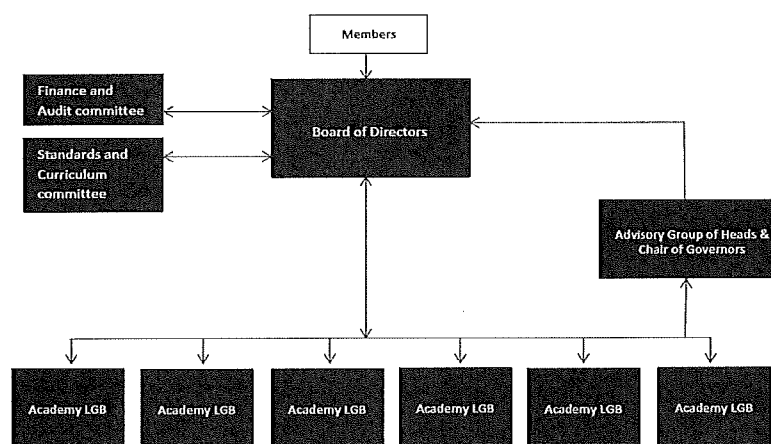 Members
Finance and
Audit committee
Board of Directors
Standards and
Curriculum
committee
Advisory Group of Heads &
Chair of Governors
Academy LGB
Academy LGB
Academy LGB
Academy LGB
Academy LGB
Academy LGB